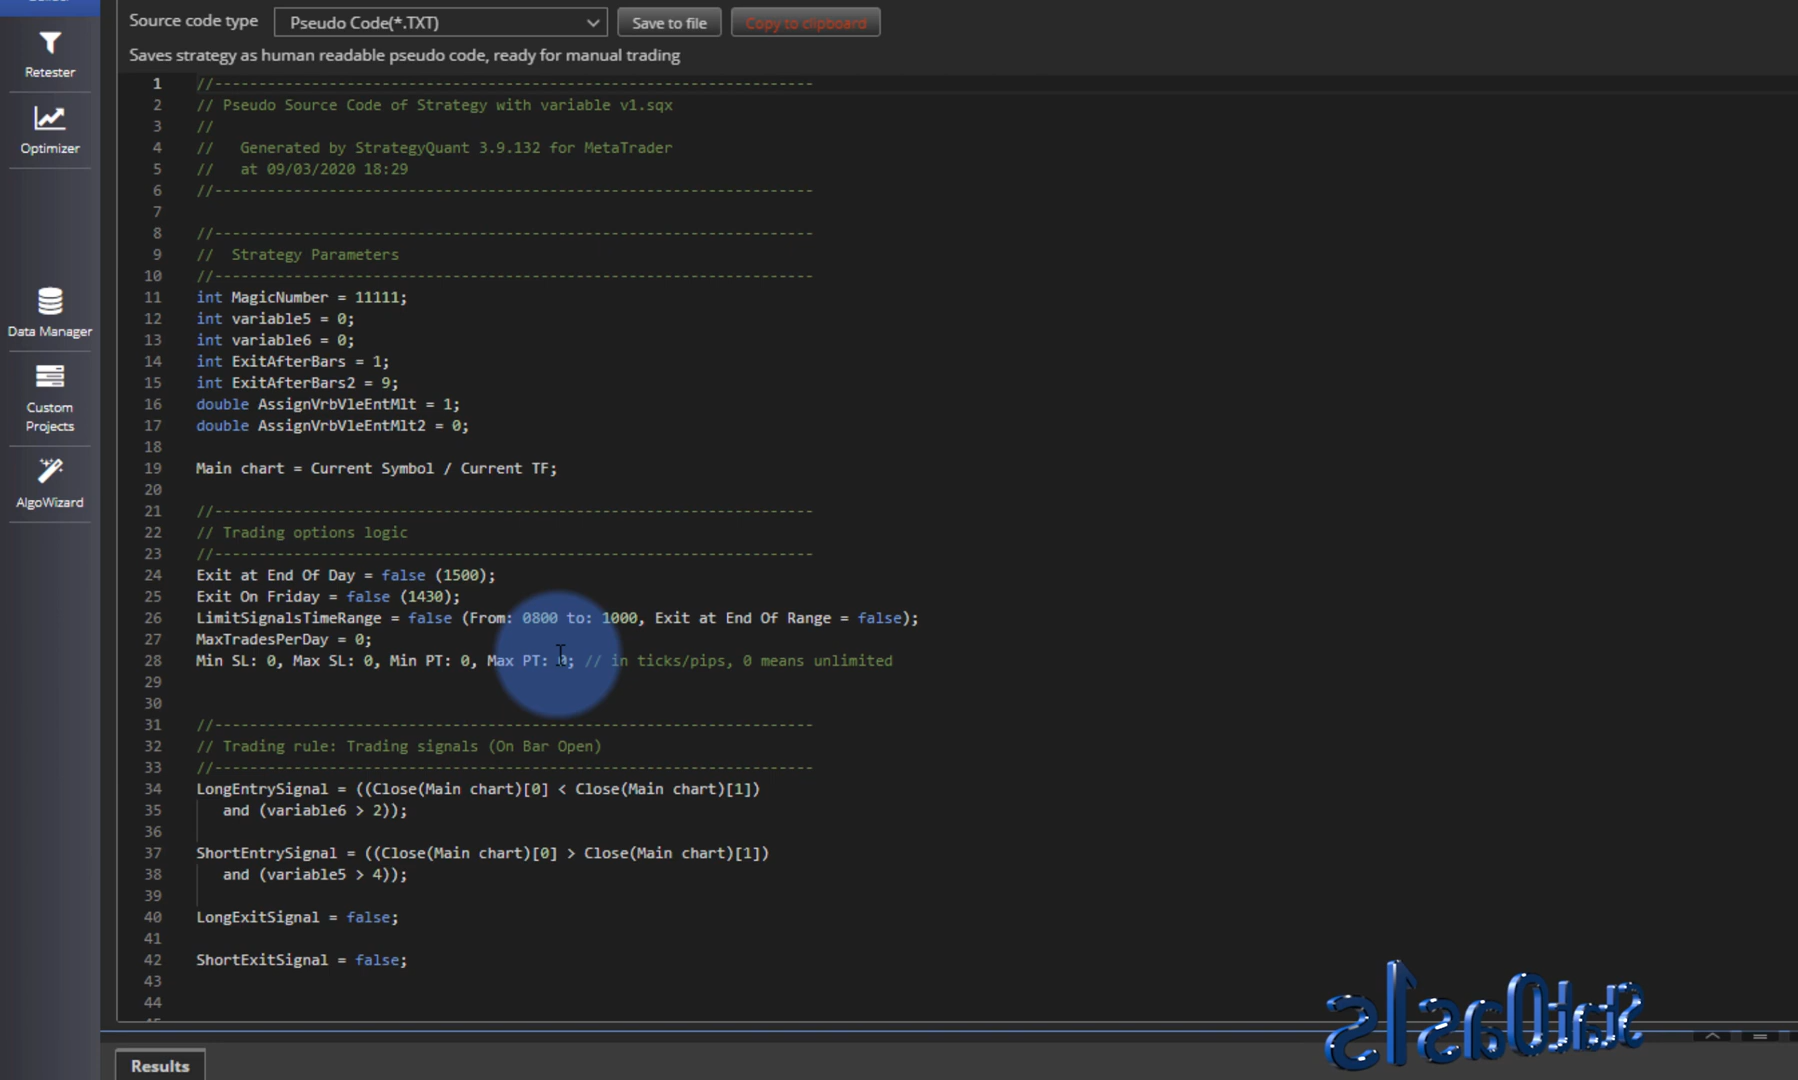 Source code type
Pseudo Code(*.TXT)
Save to file
Copy to clipboard
Saves strategy as human readable pseudo code, ready for manual trading
Retester
Optimizer
Data Manager
Custom
Projects
AlgoWizard
1 //--------------------------------------------------------------------
2 // Pseudo Source Code of Strategy with variable v1.sqx
3 //
4 //   Generated by StrategyQuant 3.9.132 for MetaTrader
5 //   at 09/03/2020 18:29
6 //--------------------------------------------------------------------
7
8 //--------------------------------------------------------------------
9 //  Strategy Parameters
10 //--------------------------------------------------------------------
11 int MagicNumber = 11111;
12 int variable5 = 0;
13 int variable6 = 0;
14 int ExitAfterBars = 1;
15 int ExitAfterBars2 = 9;
16 double AssignVrbVleEntMlt = 1;
17 double AssignVrbVleEntMlt2 = 0;
18
19 Main chart = Current Symbol / Current TF;
20
21 //--------------------------------------------------------------------
22 // Trading options logic
23 //--------------------------------------------------------------------
24 Exit at End Of Day = false (1500);
25 Exit On Friday = false (1430);
26 LimitSignalsTimeRange = false (From: 0800 to: 1000, Exit at End Of Range = false);
27 MaxTradesPerDay = 0;
28 Min SL: 0, Max SL: 0, Min PT: 0, Max PT: 0; // in ticks/pips, 0 means unlimited
29
30
31 //--------------------------------------------------------------------
32 // Trading rule: Trading signals (On Bar Open)
33 //--------------------------------------------------------------------
34 LongEntrySignal = ((Close(Main chart)[0] < Close(Main chart)[1])
35    and (variable6 > 2));
36
37 ShortEntrySignal = ((Close(Main chart)[0] > Close(Main chart)[1])
38    and (variable5 > 4));
39
40 LongExitSignal = false;
41
42 ShortExitSignal = false;
43
44
StatOasis
Results